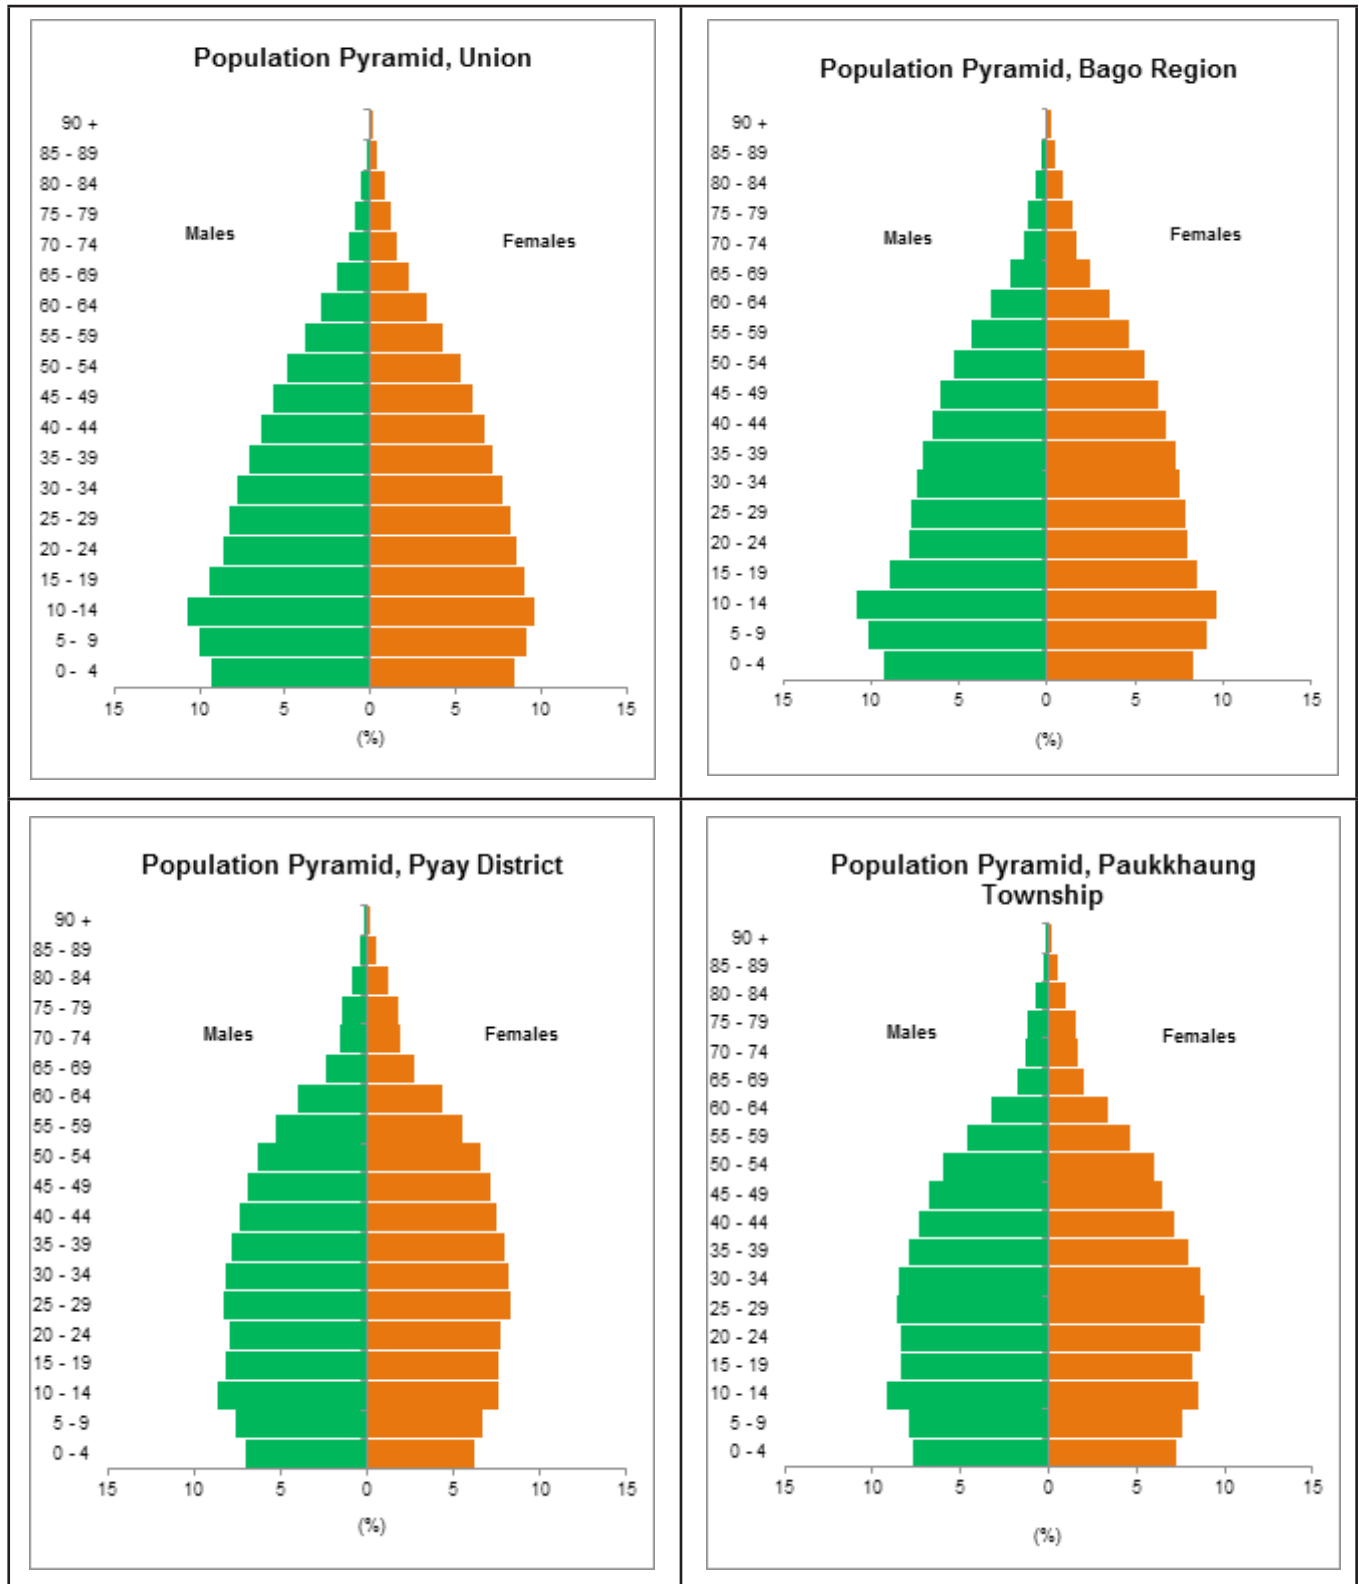 Population Pyramid, Union
90 +
85 - 89
80 - 84
75 - 79
70 - 74
65 - 69
60 - 64
55 - 59
50 - 54
45 - 49
40 - 44
35 - 39
30 - 34
25 - 29
20 - 24
15 - 19
10 -14
5 -  9
0 -  4
Males
Females
15 10 5 0 5 10 15
(%)
Population Pyramid, Bago Region
90 +
85 - 89
80 - 84
75 - 79
70 - 74
65 - 69
60 - 64
55 - 59
50 - 54
45 - 49
40 - 44
35 - 39
30 - 34
25 - 29
20 - 24
15 - 19
10 - 14
5 - 9
0 - 4
Males
Females
15 10 5 0 5 10 15
(%)
Population Pyramid, Pyay District
90 +
85 - 89
80 - 84
75 - 79
70 - 74
65 - 69
60 - 64
55 - 59
50 - 54
45 - 49
40 - 44
35 - 39
30 - 34
25 - 29
20 - 24
15 - 19
10 - 14
5 - 9
0 - 4
Males
Females
15 10 5 0 5 10 15
(%)
Population Pyramid, Paukkhaung
Township
90 +
85 - 89
80 - 84
75 - 79
70 - 74
65 - 69
60 - 64
55 - 59
50 - 54
45 - 49
40 - 44
35 - 39
30 - 34
25 - 29
20 - 24
15 - 19
10 - 14
5 - 9
0 - 4
Males
Females
15 10 5 0 5 10 15
(%)